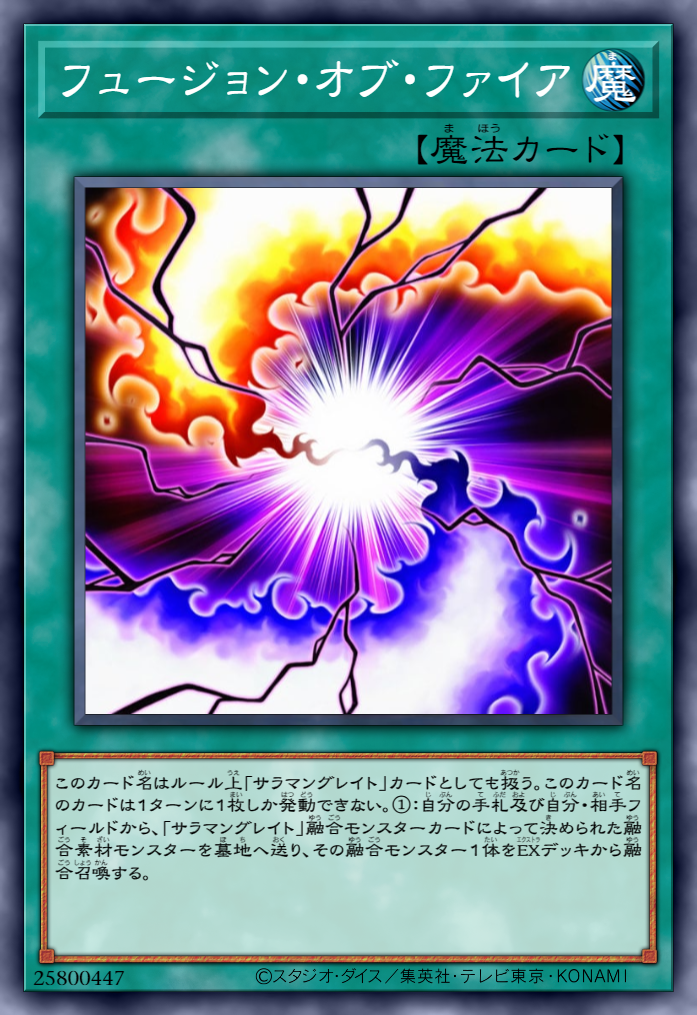 フュージョン・オブ・ファイア 魔
【魔法カード】
このカード名はルール上「サラマングレイト」カードとしても扱う。このカード名
のカードは1ターンに1枚しか発動できない。①:自分の手札及び自分・相手フ
ィールドから、「サラマングレイト」融合モンスターカードによって決められた融
合素材モンスターを墓地へ送り、その融合モンスター1体をEXデッキから融
合召喚する。
25800447 ©スタジオ・ダイス/集英社・テレビ東京・KONAMI